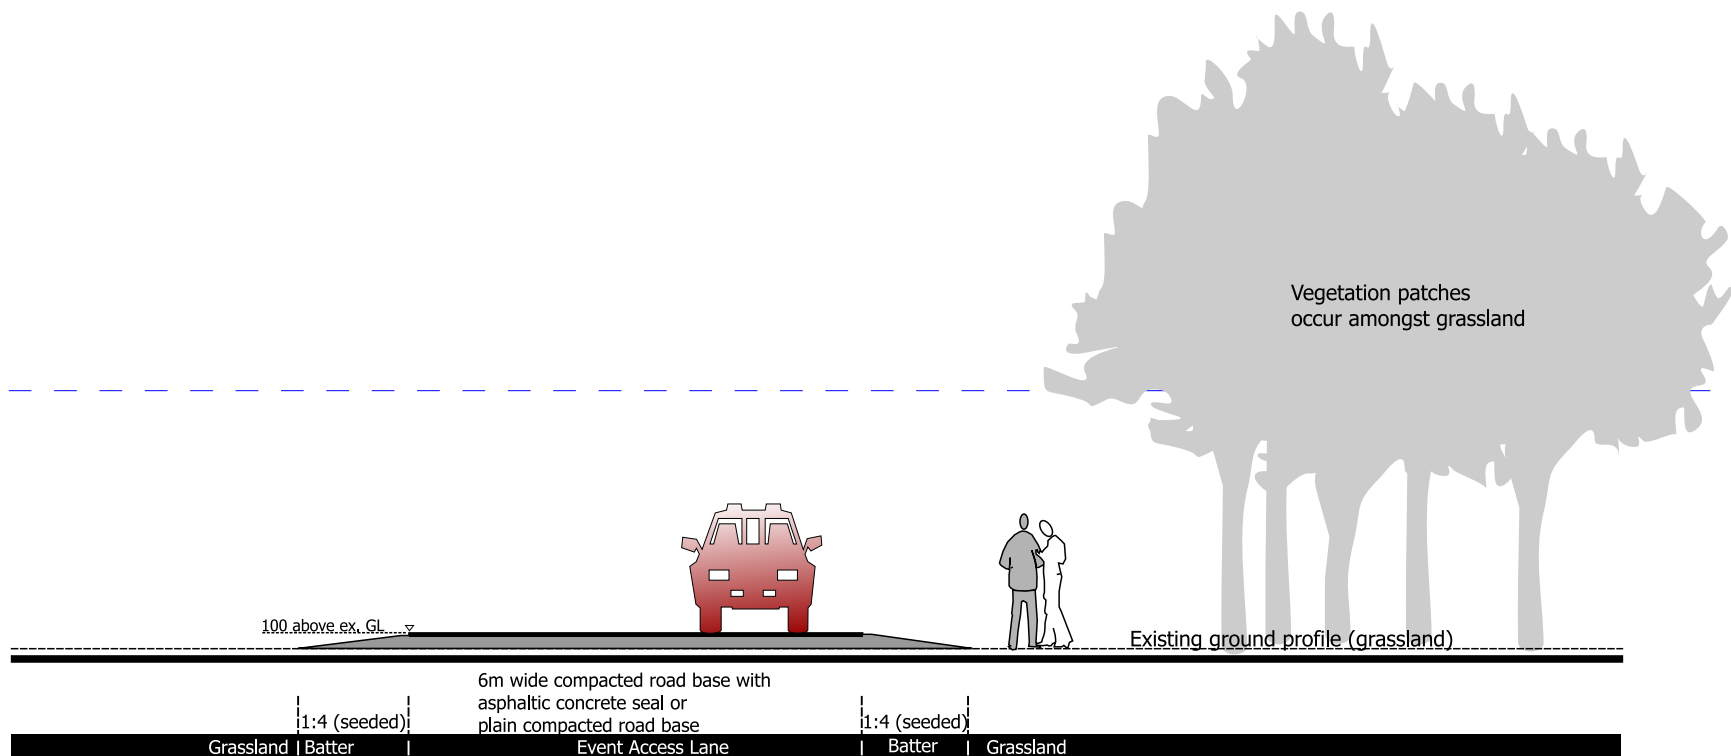 Vegetation patches
occur amongst grassland
100 above ex. GL
Existing ground profile (grassland)
6m wide compacted road base with
asphaltic concrete seal or
plain compacted road base
1:4 (seeded)
1:4 (seeded)
Grassland
Batter
Event Access Lane
Batter
Grassland